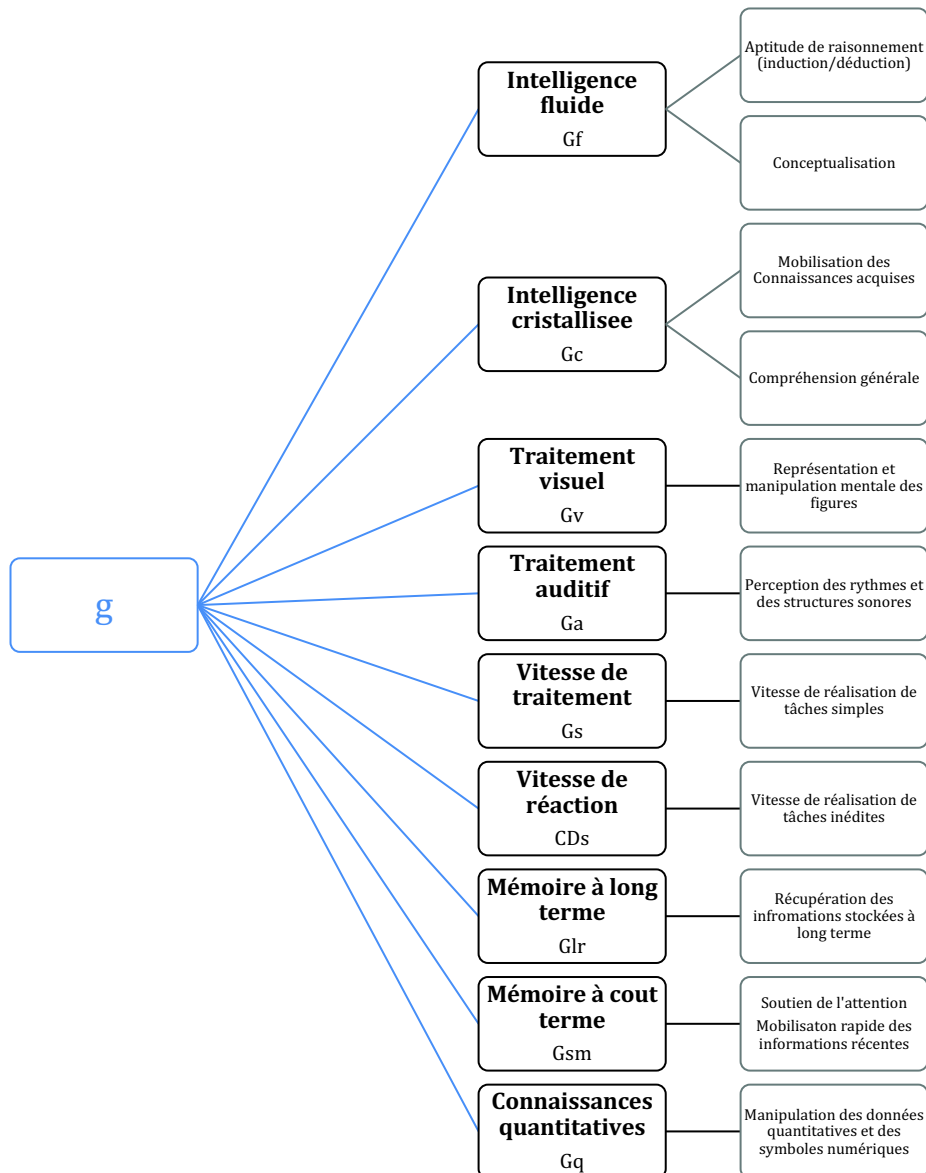 g
Intelligence
fluide
Gf
Aptitude de raisonnement
(induction/déduction)
Conceptualisation
Intelligence
cristallisee
Gc
Mobilisation des
Connaissances acquises
Compréhension générale
Traitement
visuel
Gv
Représentation et
manipulation mentale des
figures
Traitement
auditif
Ga
Perception des rythmes et
des structures sonores
Vitesse de
traitement
Gs
Vitesse de réalisation de
tâches simples
Vitesse de
réaction
CDs
Vitesse de réalisation de
tâches inédites
Mémoire à long
terme
Glr
Récupération des
infromations stockées à
long terme
Mémoire à cout
terme
Gsm
Soutien de l'attention
Mobilisaton rapide des
informations récentes
Connaissances
quantitatives
Gq
Manipulation des données
quantitatives et des
symboles numériques